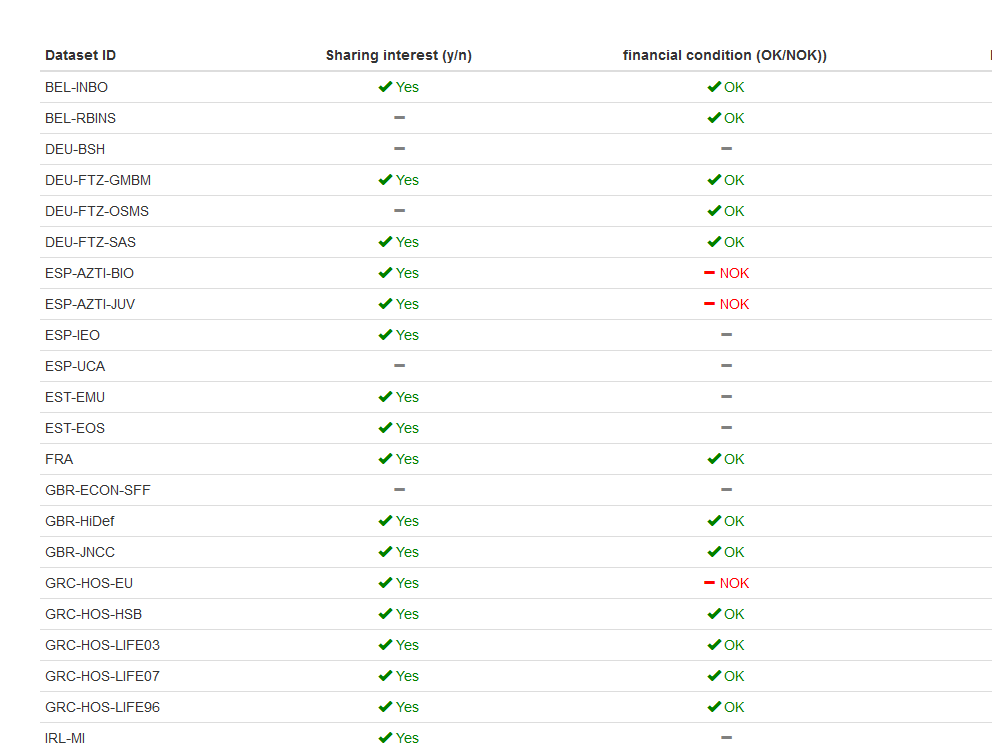 Dataset ID Sharing interest (y/n) financial condition (OK/NOK))
BEL-INBO Yes OK
BEL-RBINS – OK
DEU-BSH – –
DEU-FTZ-GMBM Yes OK
DEU-FTZ-OSMS – OK
DEU-FTZ-SAS Yes OK
ESP-AZTI-BIO Yes – NOK
ESP-AZTI-JUV Yes – NOK
ESP-IEO Yes –
ESP-UCA – –
EST-EMU Yes –
EST-EOS Yes –
FRA Yes OK
GBR-ECON-SFF – –
GBR-HiDef Yes OK
GBR-JNCC Yes OK
GRC-HOS-EU Yes – NOK
GRC-HOS-HSB Yes OK
GRC-HOS-LIFE03 Yes OK
GRC-HOS-LIFE07 Yes OK
GRC-HOS-LIFE96 Yes OK
IRL-MI Yes –